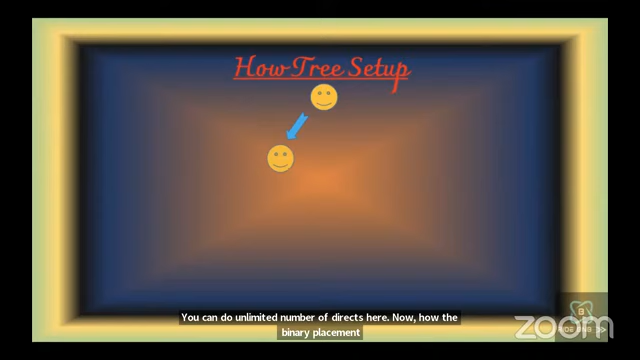 How Tree Setup
You can do unlimited number of directs here. Now, how the
binary placement
zoom